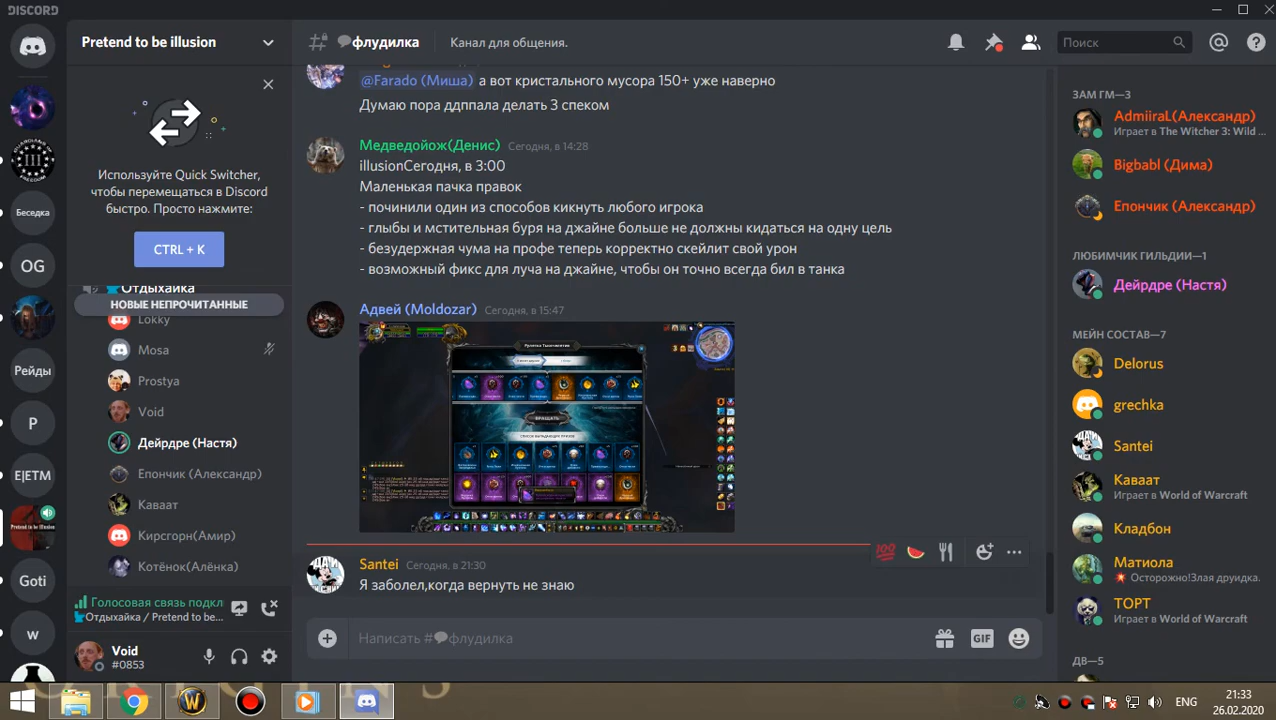 DISCORD
Pretend to be illusion
флудилка
Канал для общения.
Поиск
Используйте Quick Switcher,
чтобы перемещаться в Discord
быстро. Просто нажмите:
CTRL + K
Отдыхайка
НОВЫЕ НЕПРОЧИТАННЫЕ
Lokky
Mosa
Prostya
Void
Дейрдре (Настя)
Епончик (Александр)
Каваат
Кирсгорн(Амир)
Котёнок(Алёнка)
Голосовая связь подкл
Отдыхайка / Pretend to be...
Void
#0853
III
Беседка
OG
Рейды
P
E|ETM
Pretend to be illusion
Goti
w
@Farado (Миша) а вот кристального мусора 150+ уже наверно
Думаю пора ддппала делать 3 спеком
Медведойож(Денис) Сегодня, в 14:28
illusionСегодня, в 3:00
Маленькая пачка правок
- починили один из способов кикнуть любого игрока
- глыбы и мстительная буря на джайне больше не должны кидаться на одну цель
- безудержная чума на профе теперь корректно скейлит свой урон
- возможный фикс для луча на джайне, чтобы он точно всегда бил в танка
Адвей (Moldozar) Сегодня, в 15:47
ВРАЩАТЬ
100
Santei Сегодня, в 21:30
Я заболел,когда вернуть не знаю
Написать #флудилка
GIF
ЗАМ ГМ—3
AdmiiraL(Александр)
Играет в The Witcher 3: Wild ...
Bigbabl (Дима)
Епончик (Александр)
ЛЮБИМЧИК ГИЛЬДИИ—1
Дейрдре (Настя)
МЕЙН СОСТАВ—7
Delorus
grechka
Santei
Каваат
Играет в World of Warcraft
Кладбон
Матиола
Осторожно!Злая друидка.
ТОРТ
Играет в World of Warcraft
ДВ—5
ENG
21:33
26.02.2020